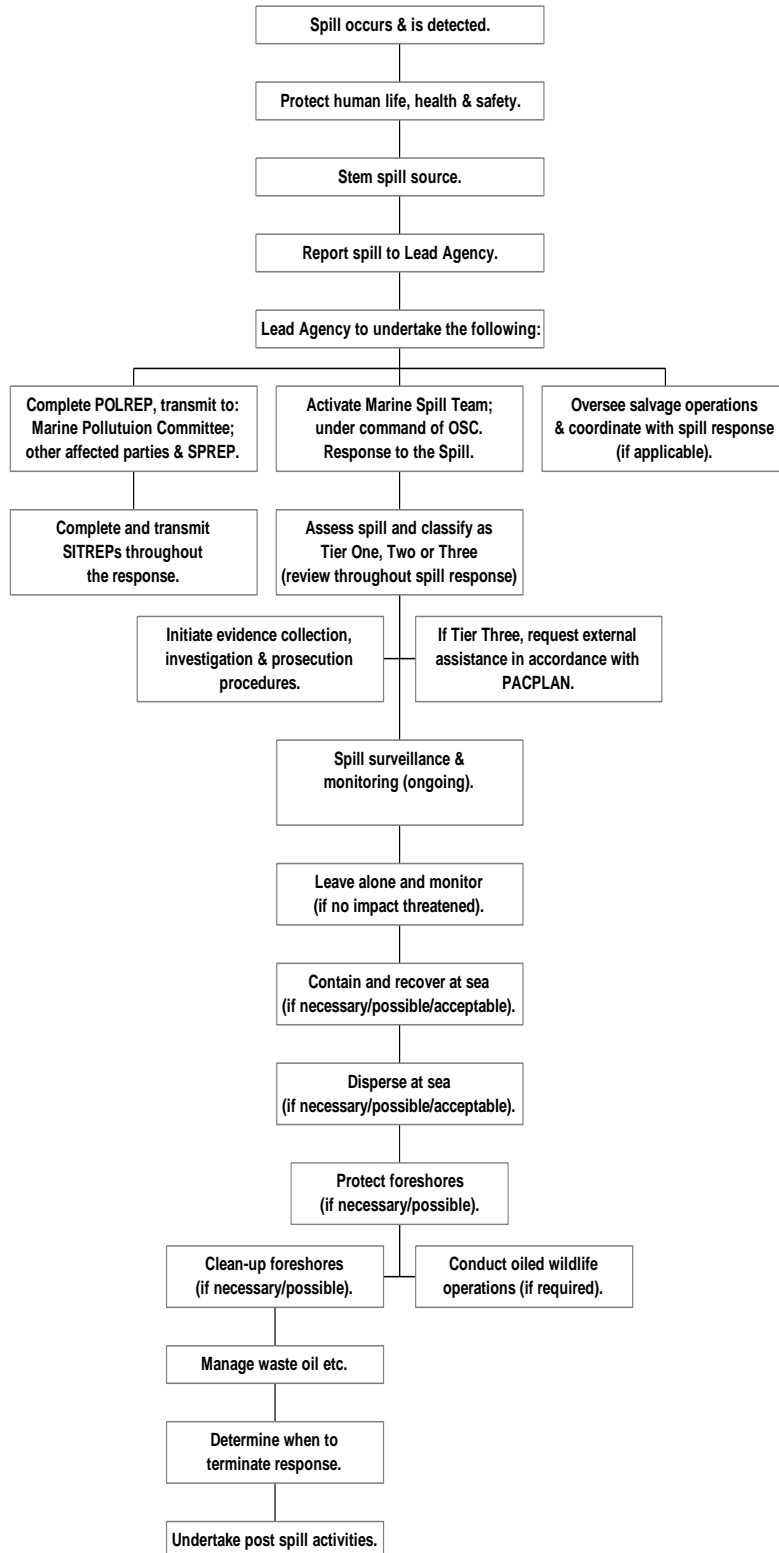 Spill occurs & is detected.
Protect human life, health & safety.
Stem spill source.
Report spill to Lead Agency.
Lead Agency to undertake the following:
Complete POLREP, transmit to:
Marine Pollutuion Committee;
other affected parties & SPREP.
Activate Marine Spill Team;
under command of OSC.
Response to the Spill.
Oversee salvage operations
& coordinate with spill response
(if applicable).
Complete and transmit
SITREPs throughout
the response.
Assess spill and classify as
Tier One, Two or Three
(review throughout spill response)
Initiate evidence collection,
investigation & prosecution
procedures.
If Tier Three, request external
assistance in accordance with
PACPLAN.
Spill surveillance &
monitoring (ongoing).
Leave alone and monitor
(if no impact threatened).
Contain and recover at sea
(if necessary/possible/acceptable).
Disperse at sea
(if necessary/possible/acceptable).
Protect foreshores
(if necessary/possible).
Clean-up foreshores
(if necessary/possible).
Conduct oiled wildlife
operations (if required).
Manage waste oil etc.
Determine when to
terminate response.
Undertake post spill activities.